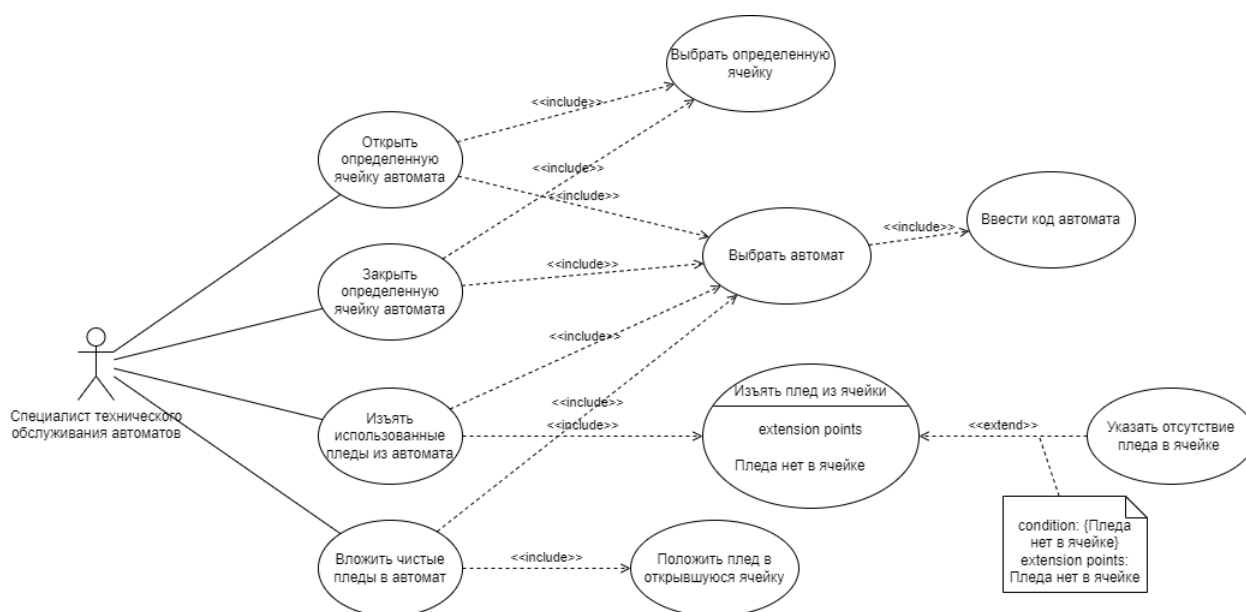 Выбрать определенную
ячейку
<<include>>
Открыть
определенную
ячейку автомата
<<include>>
<<include>>
Ввести код автомата
<<include>>
Выбрать автомат
<<include>>
Закрыть
определенную
ячейку автомата
<<include>>
Специалист технического
обслуживания автоматов
Изъять плед из ячейки
extension points
Пледа нет в ячейке
<<include>>
<<include>>
Изъять
использованные
пледы из автомата
<<extend>>
Указать отсутствие
пледа в ячейке
condition: {Пледа
нет в ячейке}
extension points:
Пледа нет в ячейке
Вложить чистые
пледы в автомат
<<include>>
Положить плед в
открывшуюся ячейку